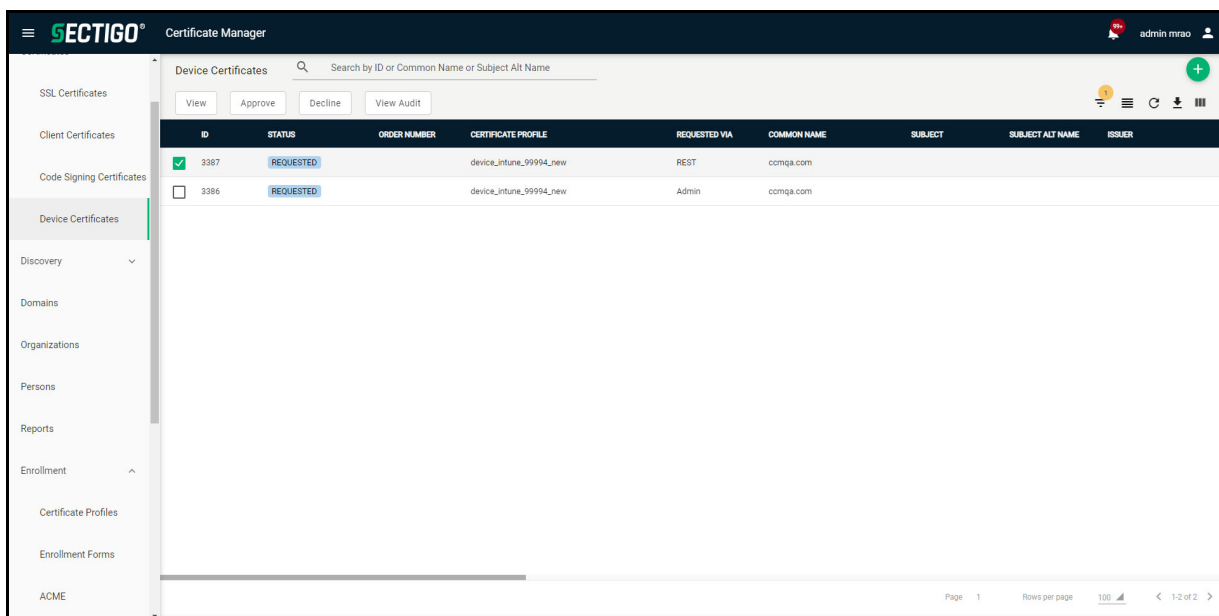 SECTIGO® Certificate Manager 99+ admin mrao
Device Certificates Search by ID or Common Name or Subject Alt Name
SSL Certificates
View Approve Decline View Audit 1
Client Certificates
ID STATUS ORDER NUMBER CERTIFICATE PROFILE REQUESTED VIA COMMON NAME SUBJECT SUBJECT ALT NAME ISSUER
3387 REQUESTED device_intune_99994_new REST ccmqa.com
Code Signing Certificates
3386 REQUESTED device_intune_99994_new Admin ccmqa.com
Device Certificates
Discovery
Domains
Organizations
Persons
Reports
Enrollment
Certificate Profiles
Enrollment Forms
ACME
Page 1 Rows per page 100 1-2 of 2